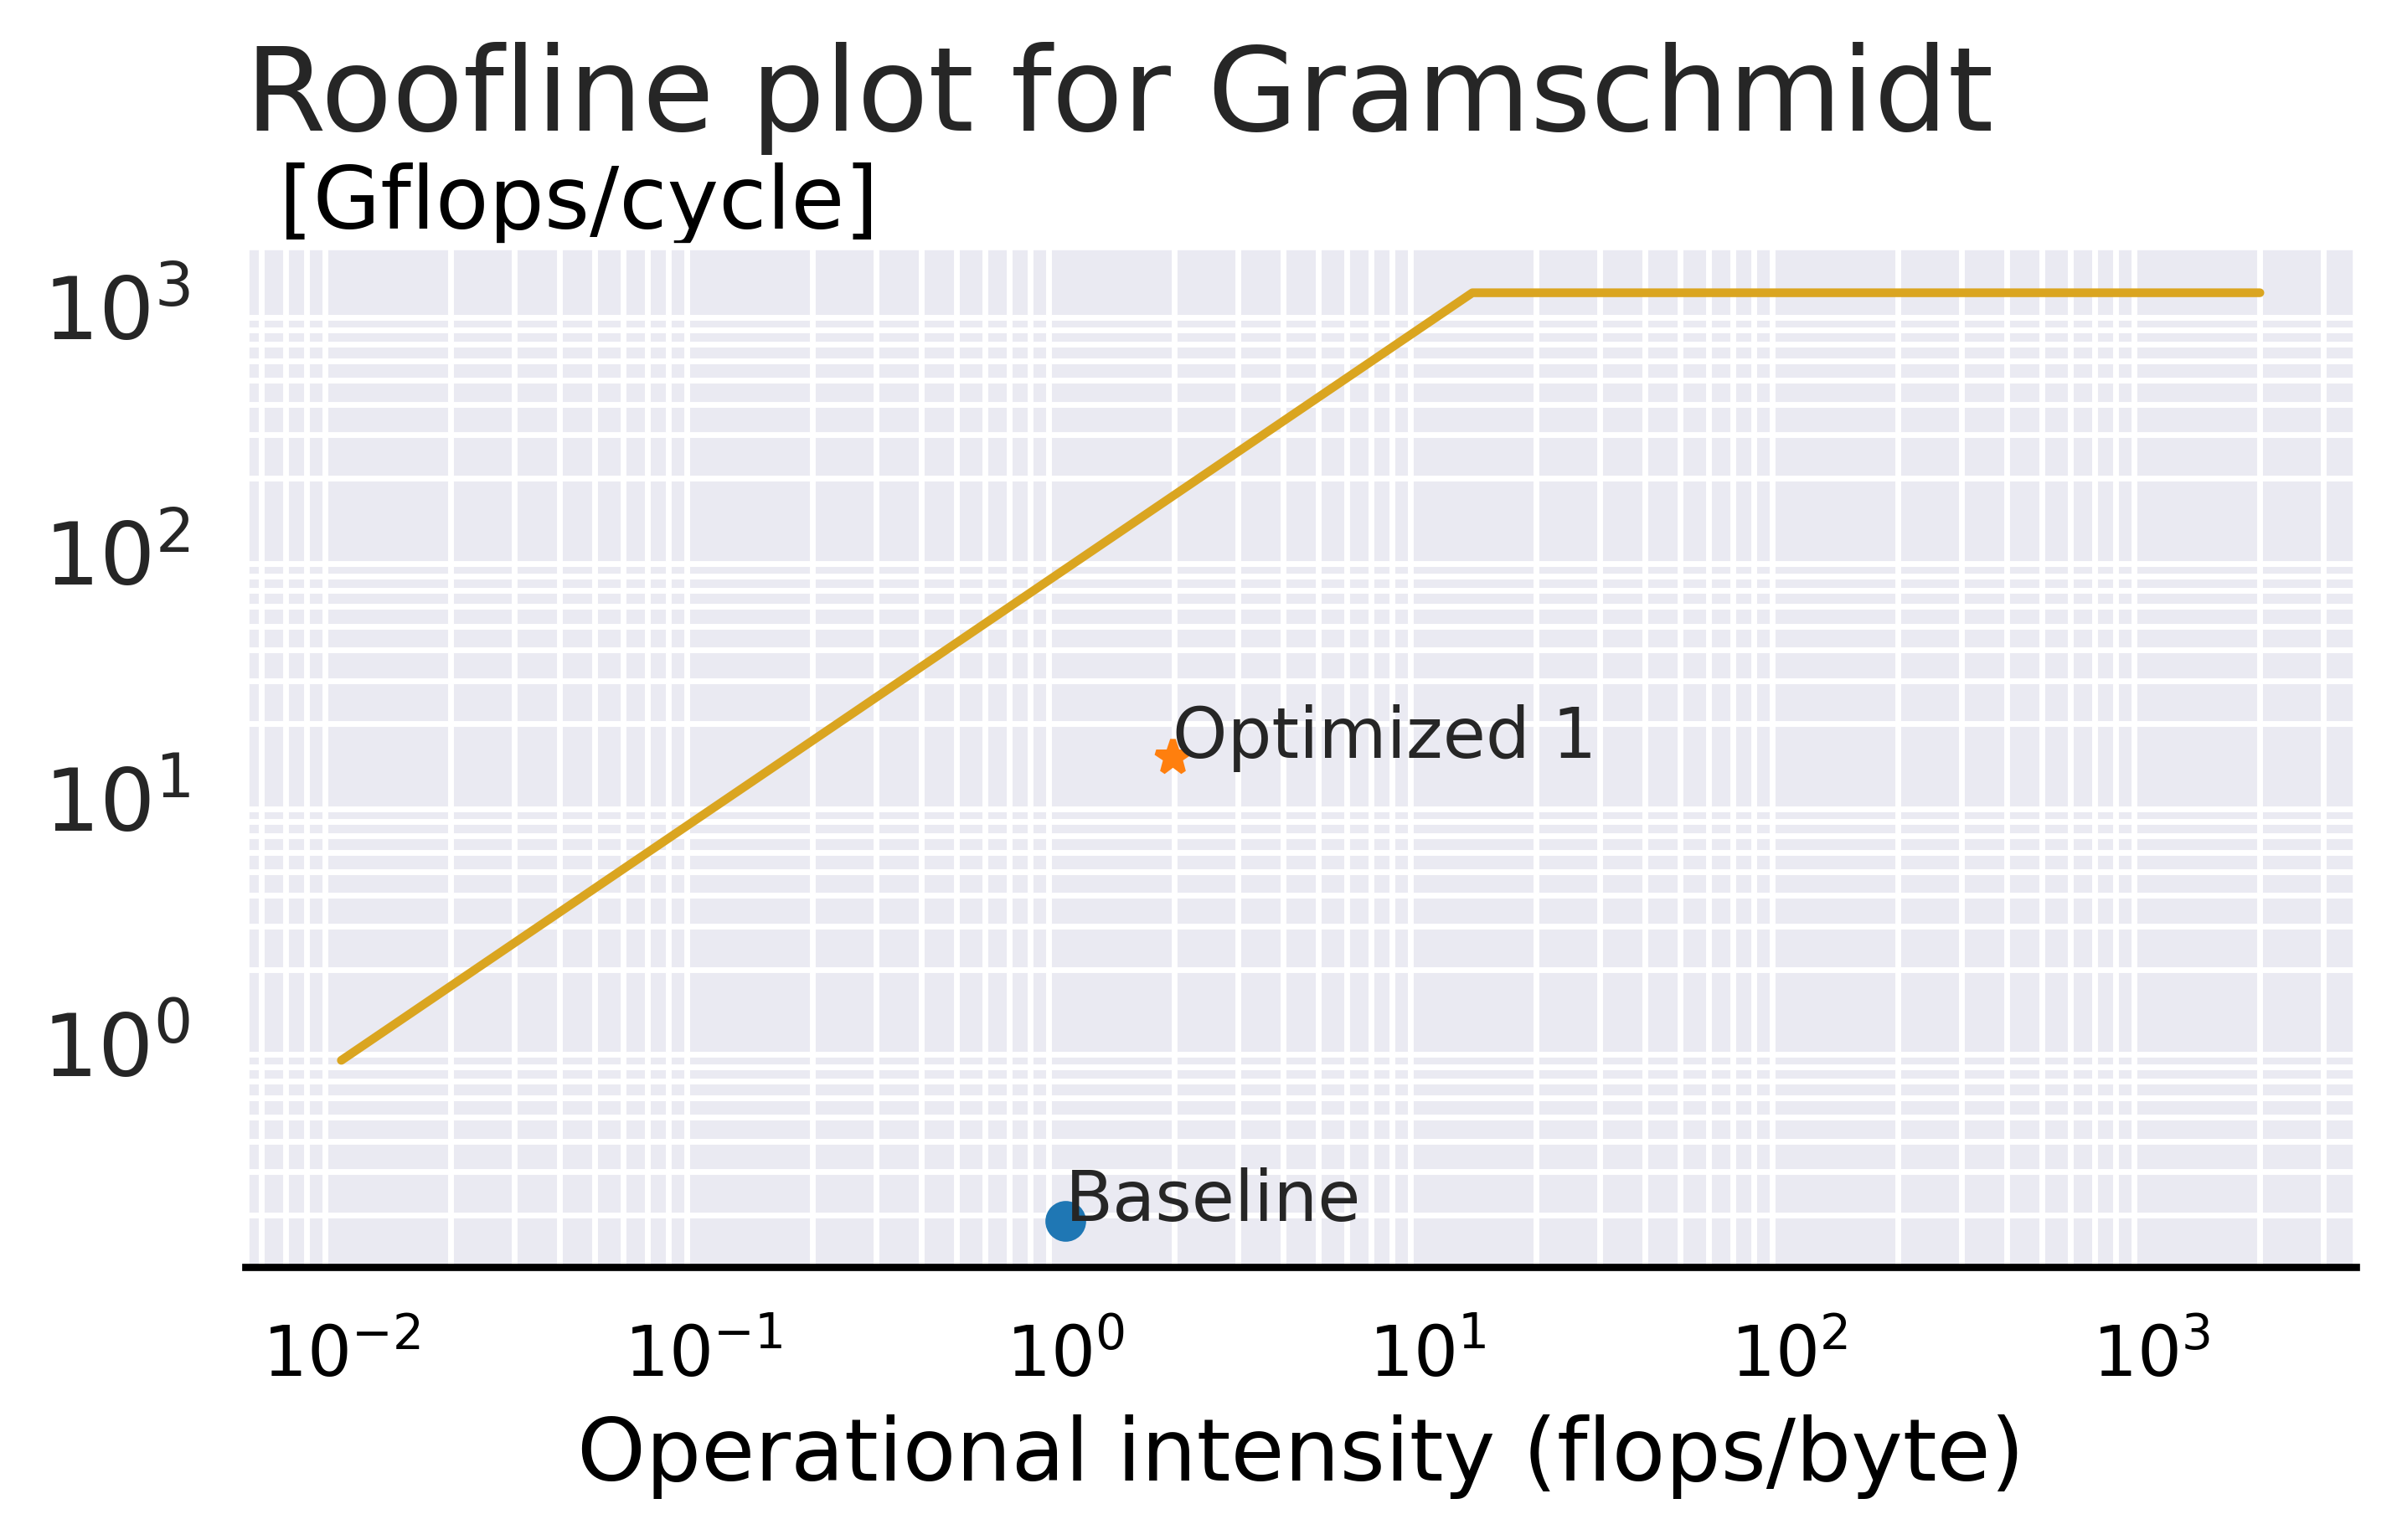 Roofline plot for Gramschmidt
[Gflops/cycle]
10³
10²
Optimized 1
10¹
10⁰
Baseline
10⁻² 10⁻¹ 10⁰ 10¹ 10² 10³
Operational intensity (flops/byte)